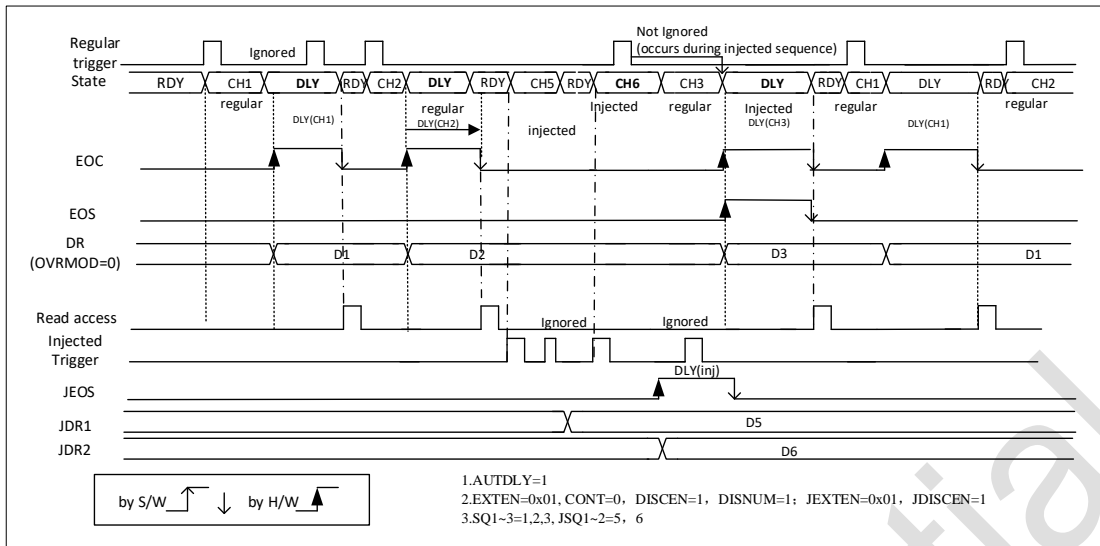 Regular trigger
Ignored
Not Ignored
(occurs during injected sequence)
State
RDY CH1 DLY RDY CH2 DLY RDY CH5 RDY CH6 CH3 DLY RDY CH1 DLY RDY CH2
regular regular Injected regular Injected regular regular
DLY(CH1) DLY(CH2) injected DLY(CH3) DLY(CH1)
EOC
EOS
DR
(OVRMOD=0)
D1 D2 D3 D1
Read access
Ignored Ignored
Injected
Trigger
DLY(inj)
JEOS
JDR1
D5
JDR2
D6
by S/W by H/W
1.AUTDLY=1
2.EXTEN=0x01, CONT=0，DISCEN=1，DISNUM=1；JEXTEN=0x01，JDISCEN=1
3.SQ1~3=1,2,3, JSQ1~2=5，6
tial